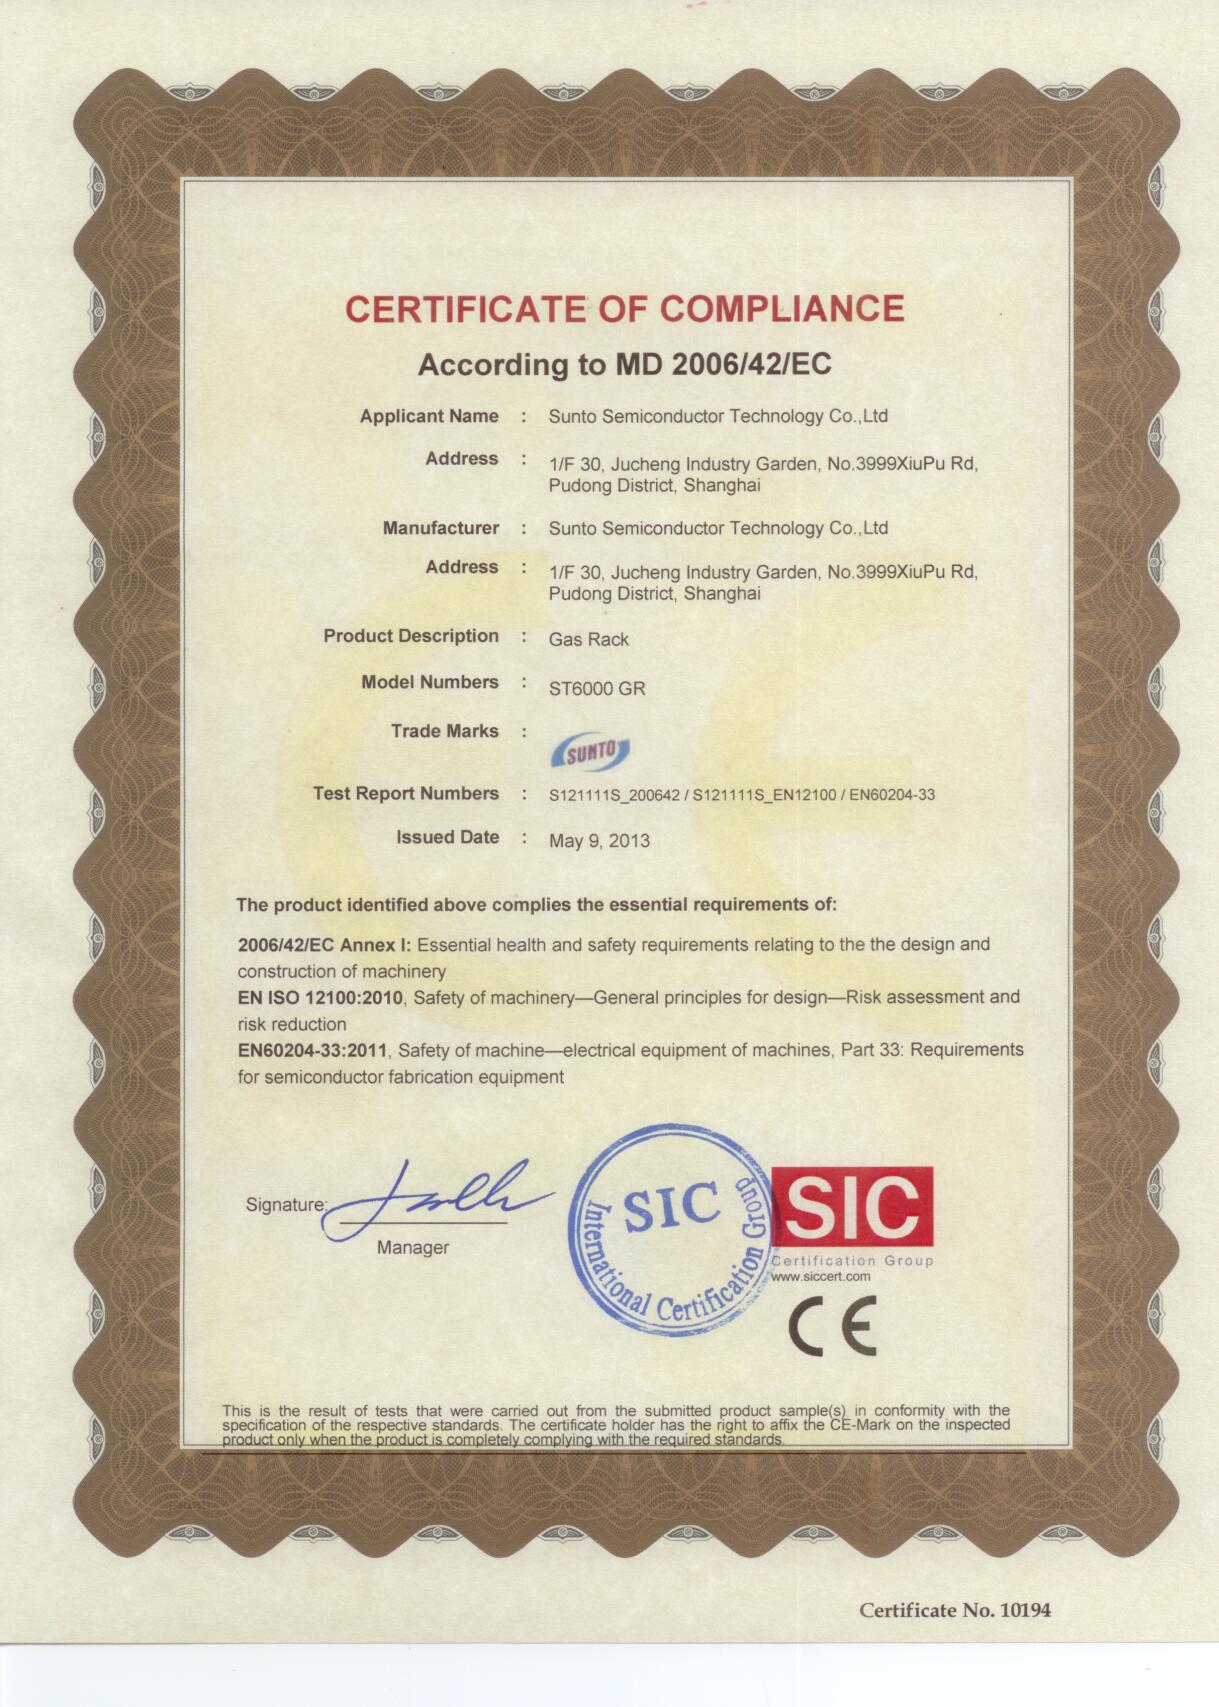 CERTIFICATE OF COMPLIANCE
According to MD 2006/42/EC
Applicant Name : Sunto Semiconductor Technology Co.,Ltd
Address : 1/F 30, Jucheng Industry Garden, No.3999XiuPu Rd,
Pudong District, Shanghai
Manufacturer : Sunto Semiconductor Technology Co.,Ltd
Address : 1/F 30, Jucheng Industry Garden, No.3999XiuPu Rd,
Pudong District, Shanghai
Product Description : Gas Rack
Model Numbers : ST6000 GR
Trade Marks :
SUNTO
Test Report Numbers : S121111S_200642 / S121111S_EN12100 / EN60204-33
Issued Date : May 9, 2013
The product identified above complies the essential requirements of:
2006/42/EC Annex I: Essential health and safety requirements relating to the the design and
construction of machinery
EN ISO 12100:2010, Safety of machinery—General principles for design—Risk assessment and
risk reduction
EN60204-33:2011, Safety of machine—electrical equipment of machines, Part 33: Requirements
for semiconductor fabrication equipment
Signature:
Manager
SIC
International Certification Group
SIC
Certification Group
www.siccert.com
CE
This is the result of tests that were carried out from the submitted product sample(s) in conformity with the
specification of the respective standards. The certificate holder has the right to affix the CE-Mark on the inspected
product only when the product is completely complying with the required standards.
Certificate No. 10194